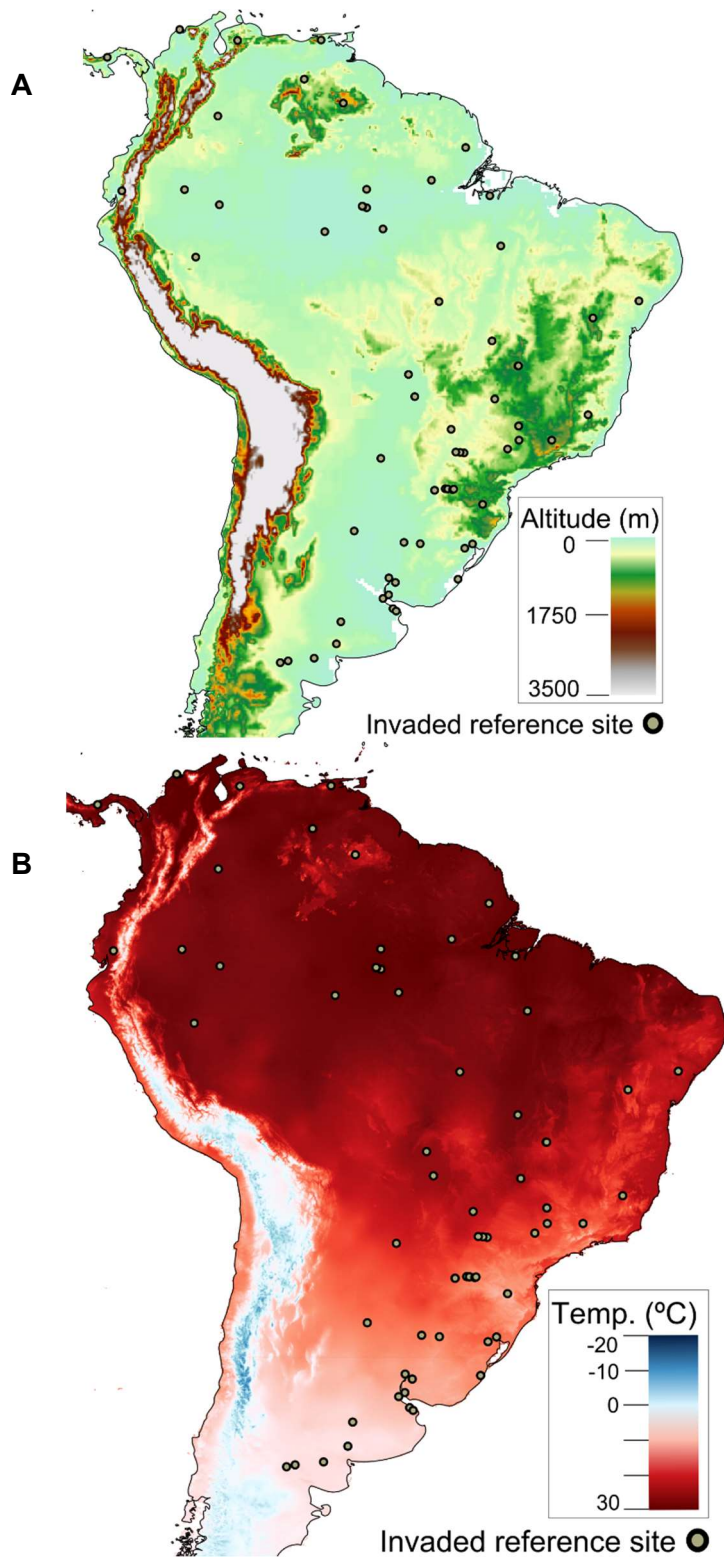 A
Altitude (m)
0
1750
3500
Invaded reference site
B
Temp. (ºC)
-20
-10
0
30
Invaded reference site